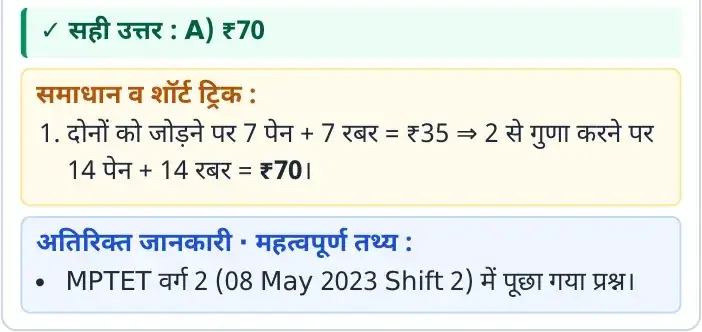 ✓ सही उत्तर : A) ₹70
समाधान व शॉर्ट ट्रिक :
1. दोनों को जोड़ने पर 7 पेन + 7 रबर = ₹35 ⇒ 2 से गुणा करने पर
14 पेन + 14 रबर = ₹70।
अतिरिक्त जानकारी · महत्वपूर्ण तथ्य :
• MPTET वर्ग 2 (08 May 2023 Shift 2) में पूछा गया प्रश्न।